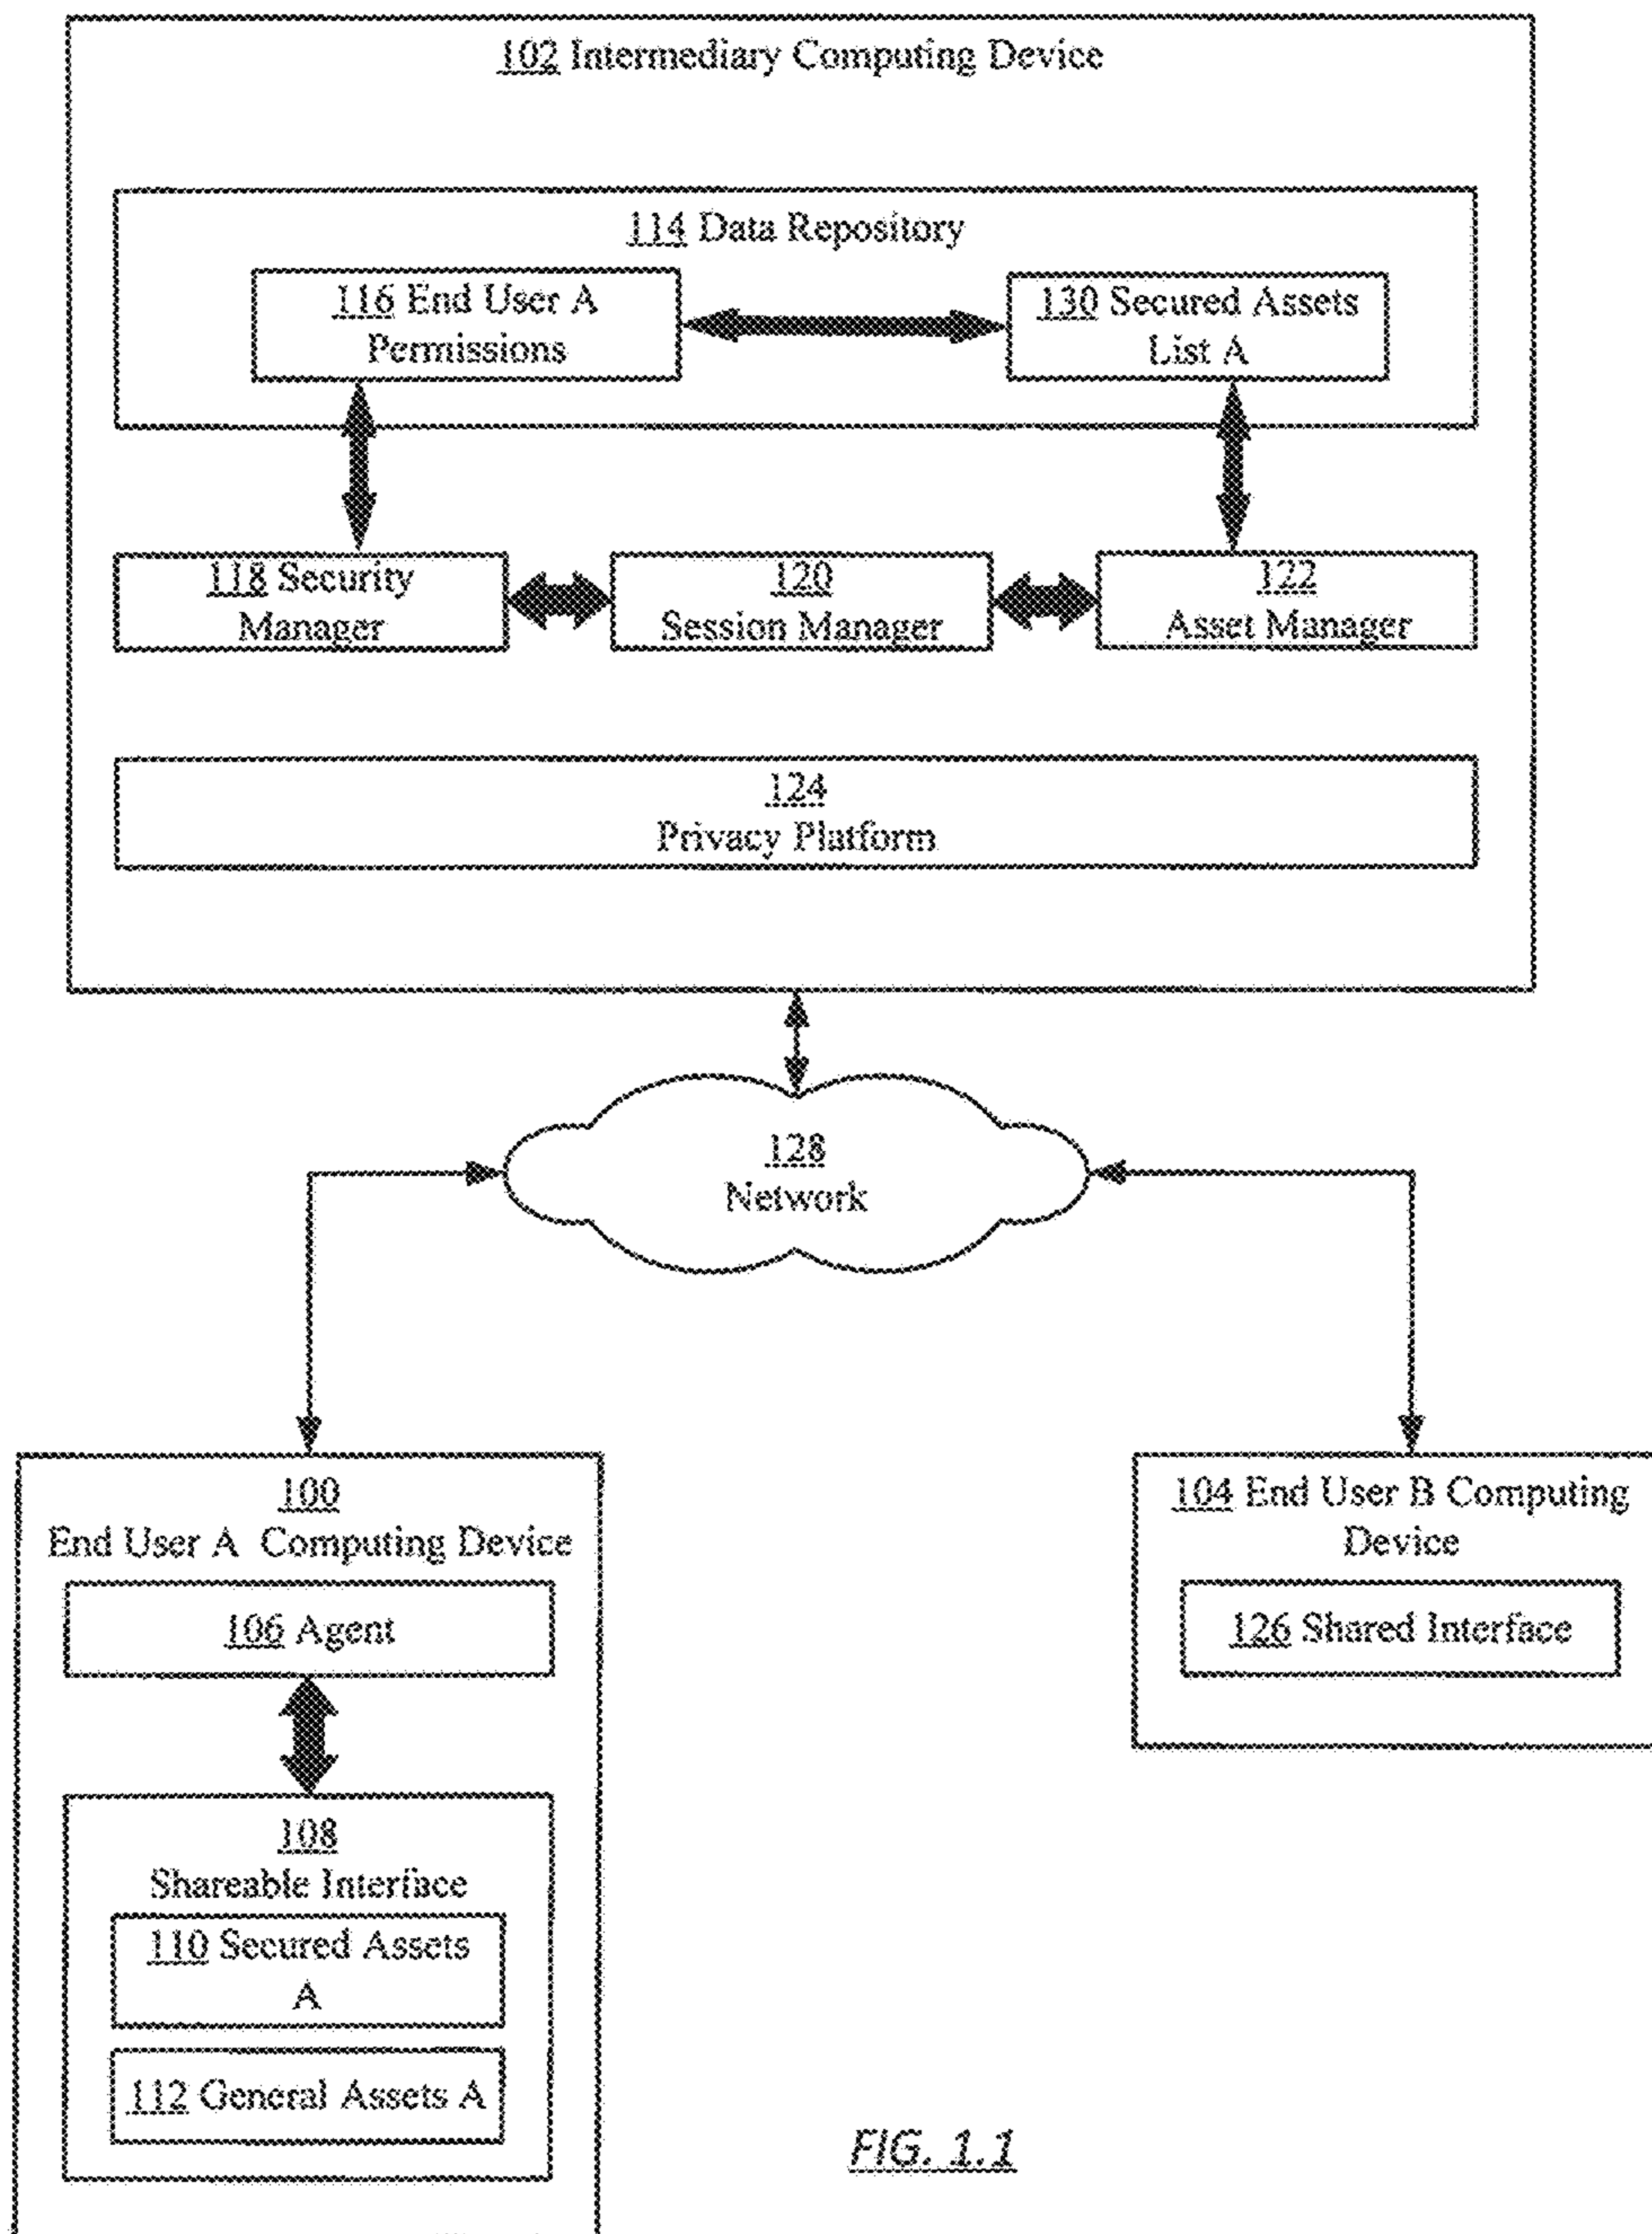 102 Intermediary Computing Device
114 Data Repository
116 End User A
Permissions
130 Secured Assets
List A
118 Security
Manager
120
Session Manager
122
Asset Manager
124
Privacy Platform
128
Network
100
End User A Computing Device
106 Agent
108
Shareable Interface
110 Secured Assets
A
112 General Assets A
104 End User B Computing
Device
126 Shared Interface
FIG. 1.1